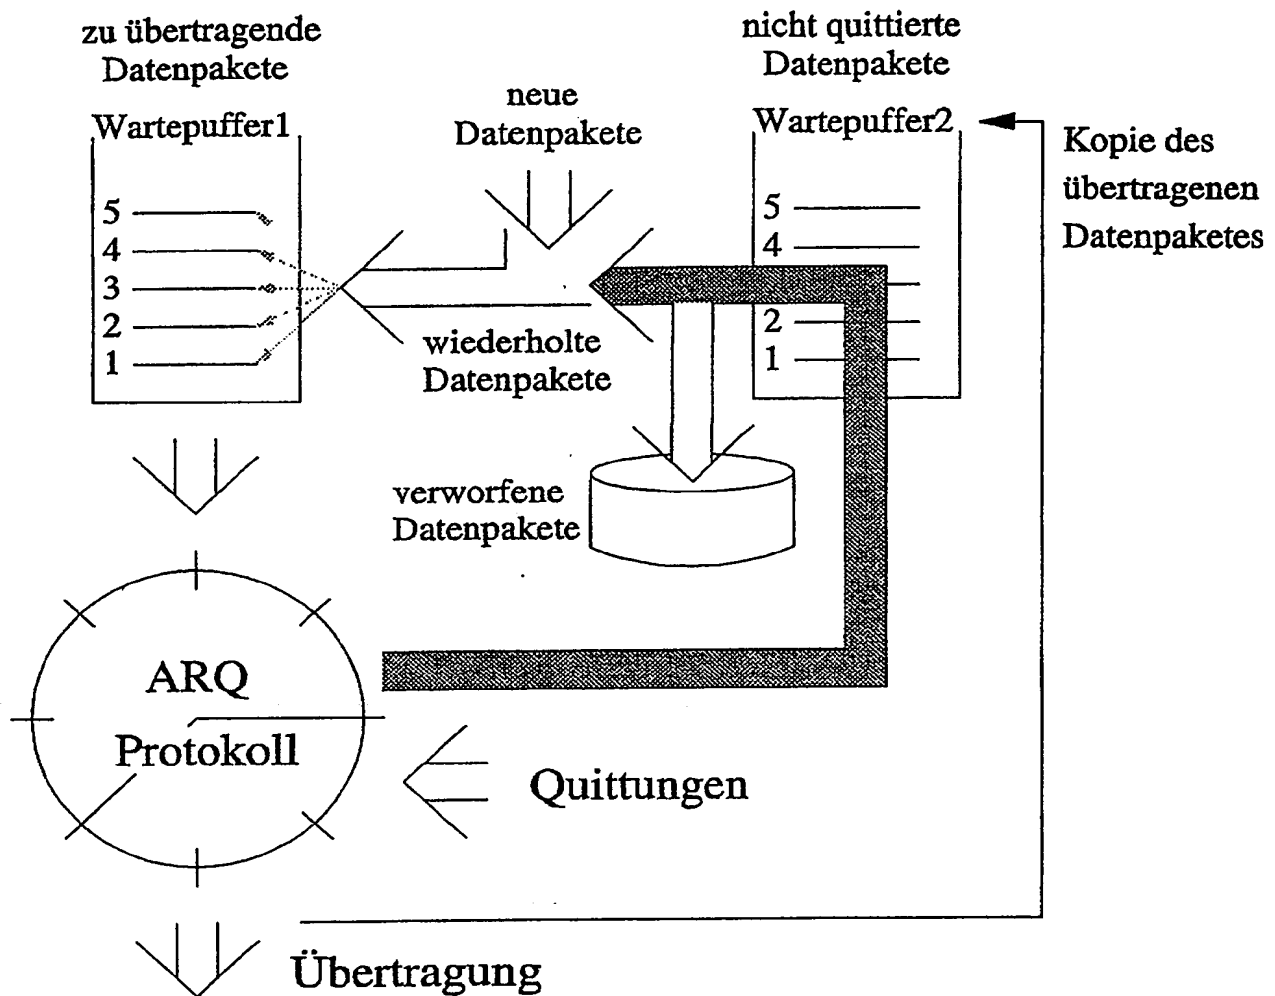 zu übertragende
Datenpakete
Wartepuffer1
5
4
3
2
1
neue
Datenpakete
nicht quittierte
Datenpakete
Wartepuffer2
5
4
2
1
Kopie des
übertragenen
Datenpaketes
wiederholte
Datenpakete
verworfene
Datenpakete
ARQ
Protokoll
Quittungen
Übertragung